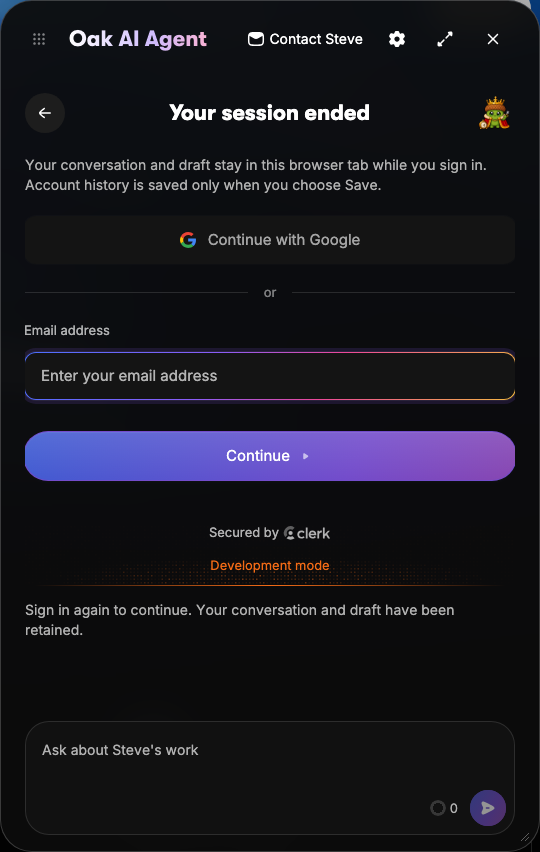 Oak AI Agent
Contact Steve
Your session ended
Your conversation and draft stay in this browser tab while you sign in.
Account history is saved only when you choose Save.
Continue with Google
or
Email address
Enter your email address
Continue
Secured by clerk
Development mode
Sign in again to continue. Your conversation and draft have been
retained.
Ask about Steve's work
0